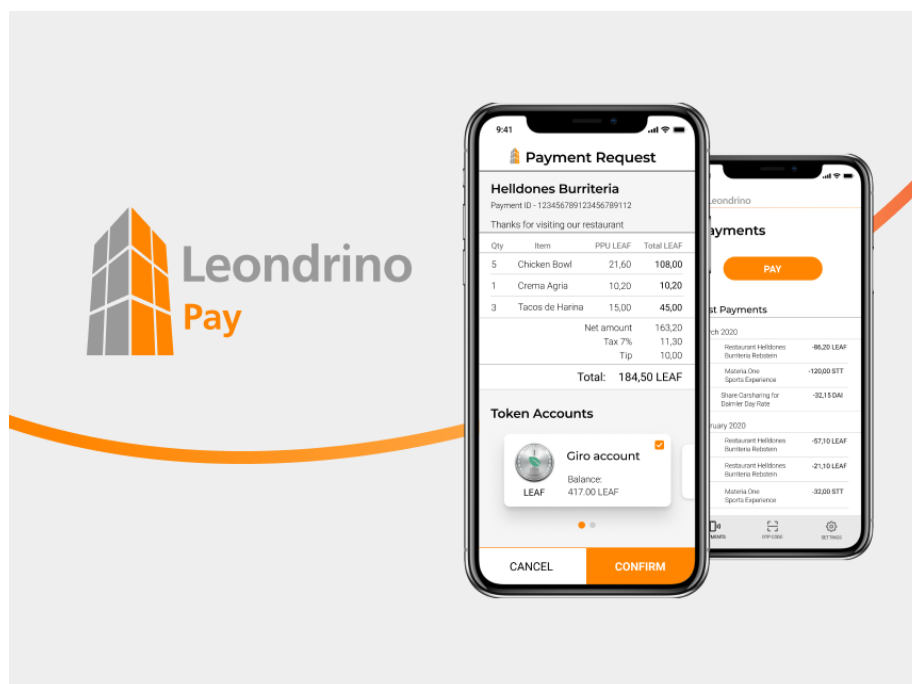 Leondrino
Pay
9:41
Payment Request
Helldones Burriteria
Payment ID - 123456789123456789112
Thanks for visiting our restaurant
Qty Item PPU LEAF Total LEAF
5 Chicken Bowl 21,60 108,00
1 Crema Agria 10,20 10,20
3 Tacos de Harina 15,00 45,00
Net amount 163,20
Tax 7% 11,30
Tip 10,00
Total: 184,50 LEAF
Token Accounts
Giro account
Balance:
417.00 LEAF
LEAF
CANCEL CONFIRM
eondrino
ayments
PAY
st Payments
rch 2020
Restaurant Helldones -86,20 LEAF
Burriteria Rebstein
Materia.One -120,00 STT
Sports Experience
Share Carsharing for -32,15 DAI
Daimler Day Rate
ruary 2020
Restaurant Helldones -57,10 LEAF
Burriteria Rebstein
Restaurant Helldones -21,10 LEAF
Burriteria Rebstein
Materia.One -32,00 STT
Sports Experience
SETTINGS